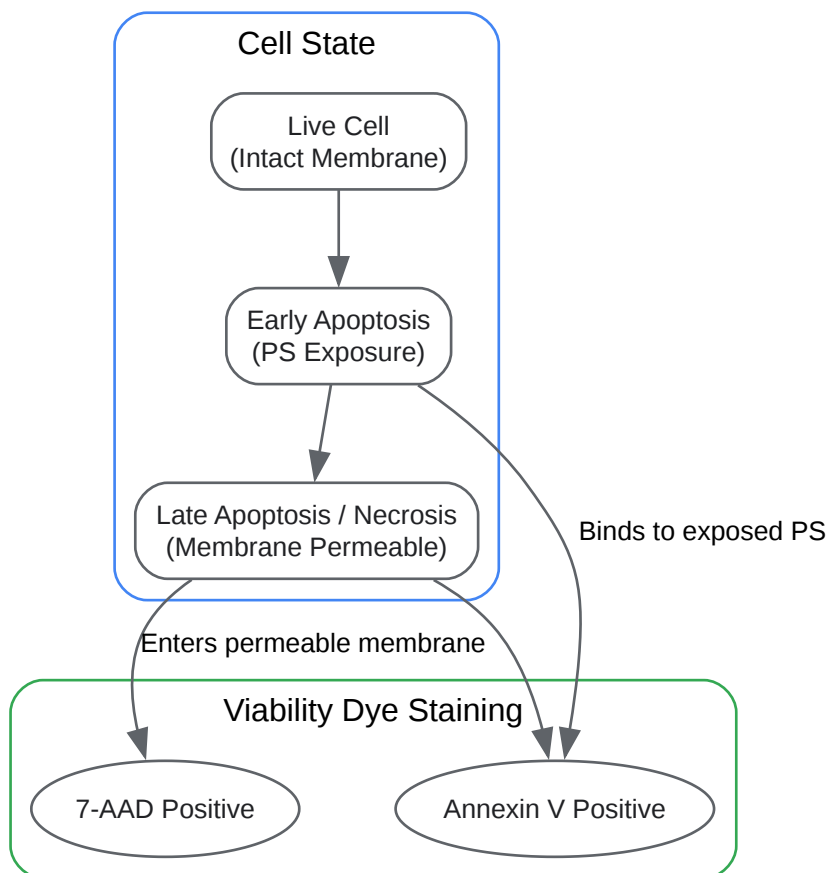 Cell State
Live Cell
(Intact Membrane)
Early Apoptosis
(PS Exposure)
Late Apoptosis / Necrosis
(Membrane Permeable)
Binds to exposed PS
Enters permeable membrane
Viability Dye Staining
7-AAD Positive
Annexin V Positive